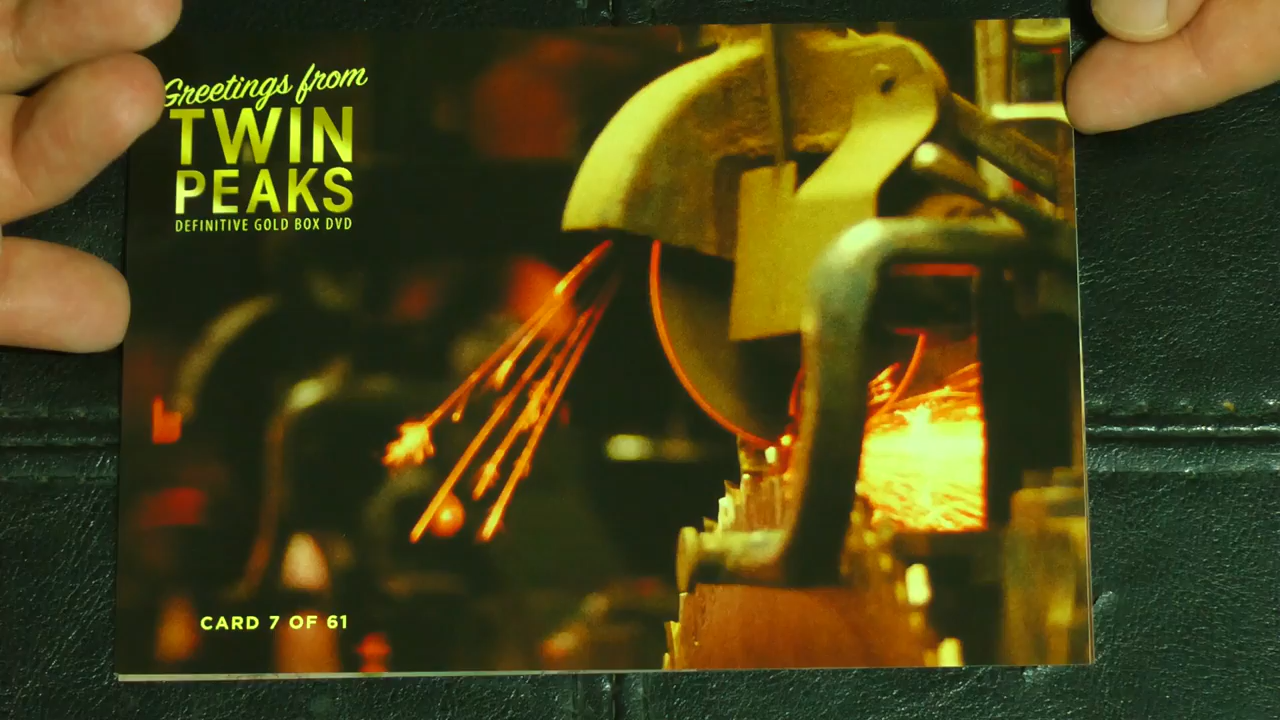 Greetings from
TWIN
PEAKS
DEFINITIVE GOLD BOX DVD
CARD 7 OF 61